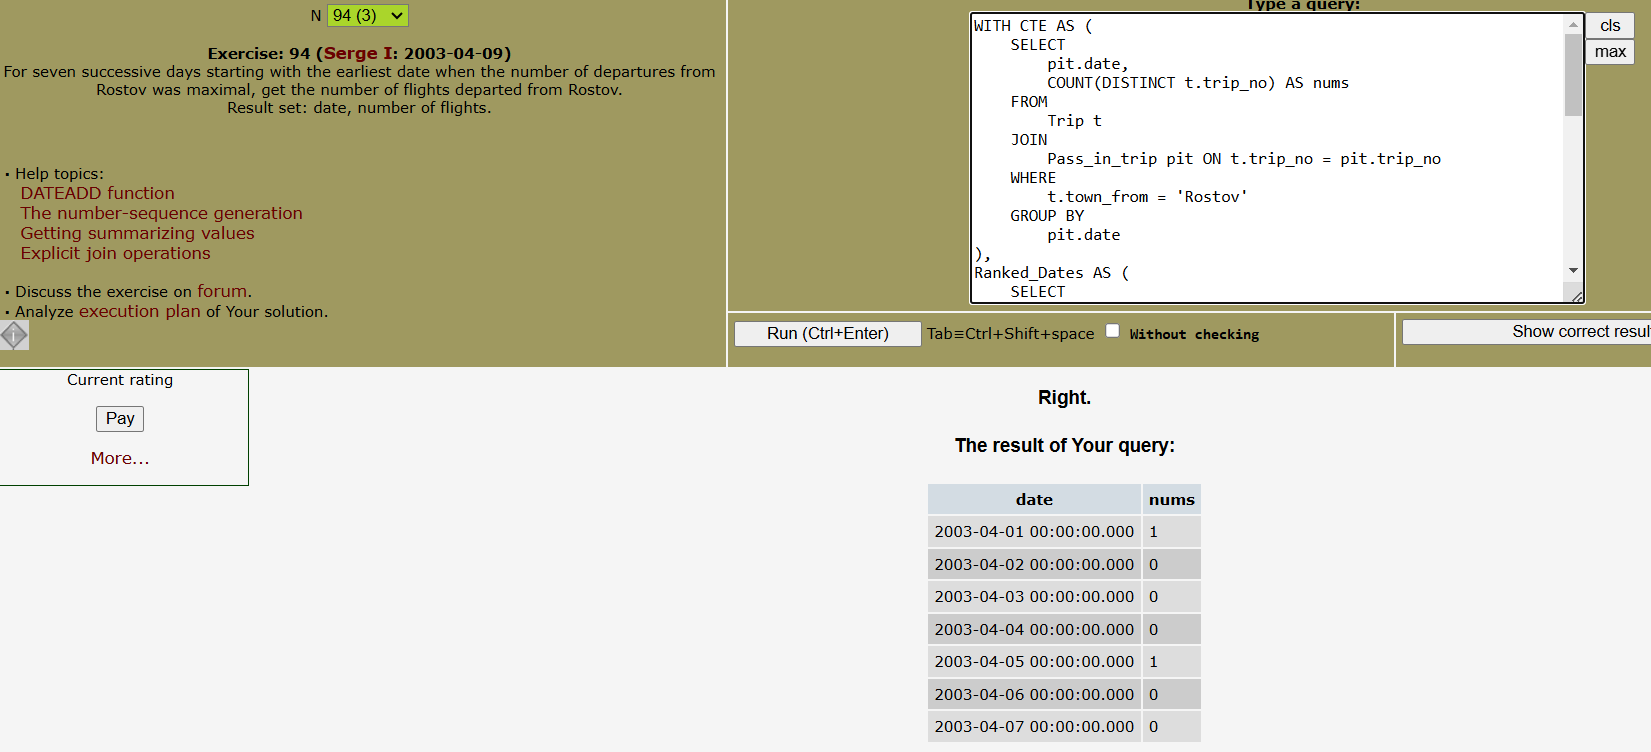 N 94 (3)
Exercise: 94 (Serge I: 2003-04-09)
For seven successive days starting with the earliest date when the number of departures from
Rostov was maximal, get the number of flights departed from Rostov.
Result set: date, number of flights.
· Help topics:
DATEADD function
The number-sequence generation
Getting summarizing values
Explicit join operations
· Discuss the exercise on forum.
· Analyze execution plan of Your solution.
Type a query:
WITH CTE AS (
SELECT
pit.date,
COUNT(DISTINCT t.trip_no) AS nums
FROM
Trip t
JOIN
Pass_in_trip pit ON t.trip_no = pit.trip_no
WHERE
t.town_from = 'Rostov'
GROUP BY
pit.date
),
Ranked_Dates AS (
SELECT
cls
max
Run (Ctrl+Enter) Tab≡Ctrl+Shift+space Without checking
Show correct resul
Current rating
Pay
More...
Right.
The result of Your query:
date nums
2003-04-01 00:00:00.000 1
2003-04-02 00:00:00.000 0
2003-04-03 00:00:00.000 0
2003-04-04 00:00:00.000 0
2003-04-05 00:00:00.000 1
2003-04-06 00:00:00.000 0
2003-04-07 00:00:00.000 0